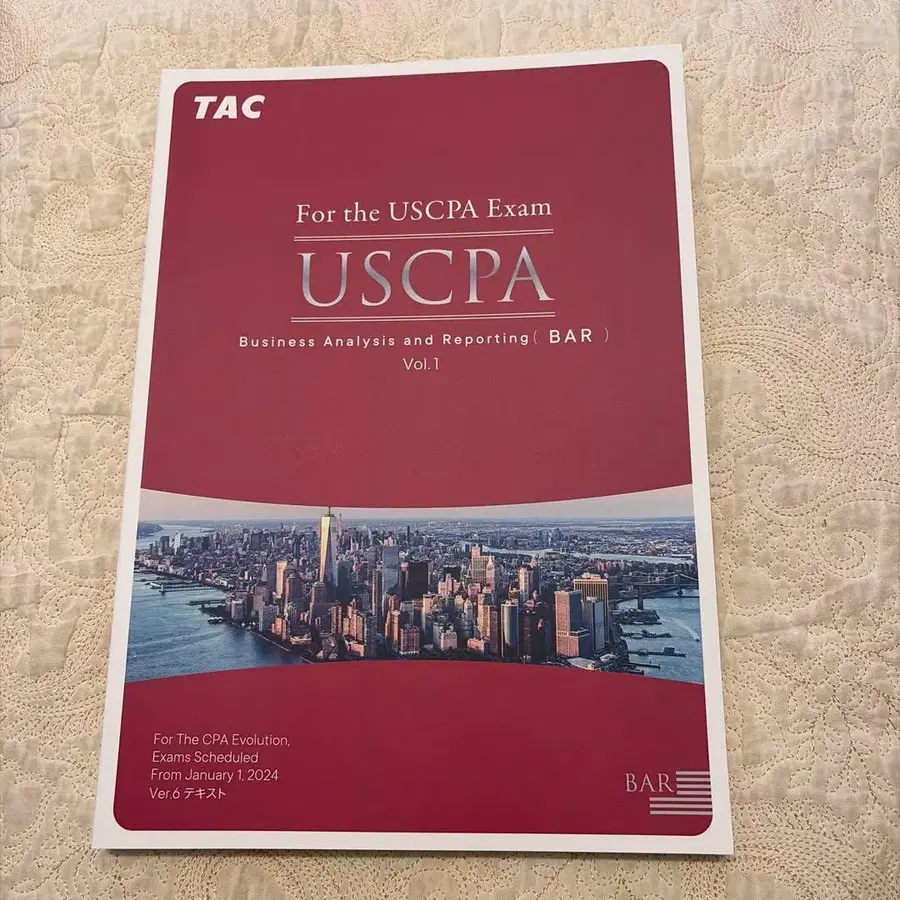 TAC
For the USCPA Exam
USCPA
Business Analysis and Reporting( BAR )
Vol.1
For The CPA Evolution,
Exams Scheduled
From January 1, 2024
Ver.6 テキスト
BAR